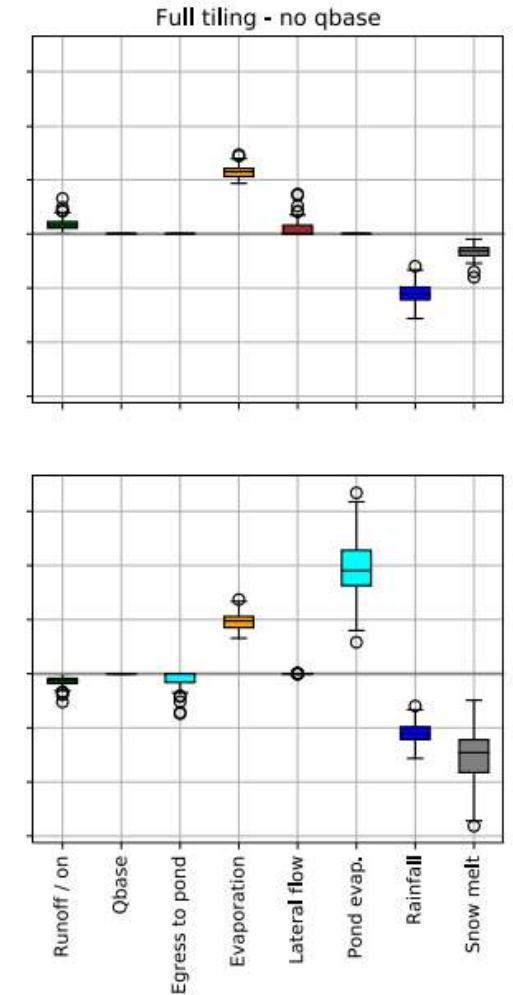 Full tiling - no qbase
Runoff / on
Qbase
Egress to pond
Evaporation
Lateral flow
Pond evap.
Rainfall
Snow melt